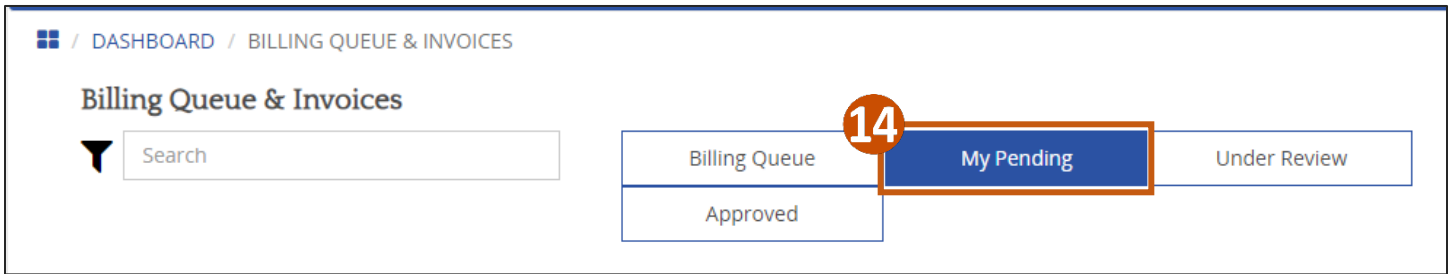 / DASHBOARD / BILLING QUEUE & INVOICES
Billing Queue & Invoices
Search
14
Billing Queue
My Pending
Under Review
Approved